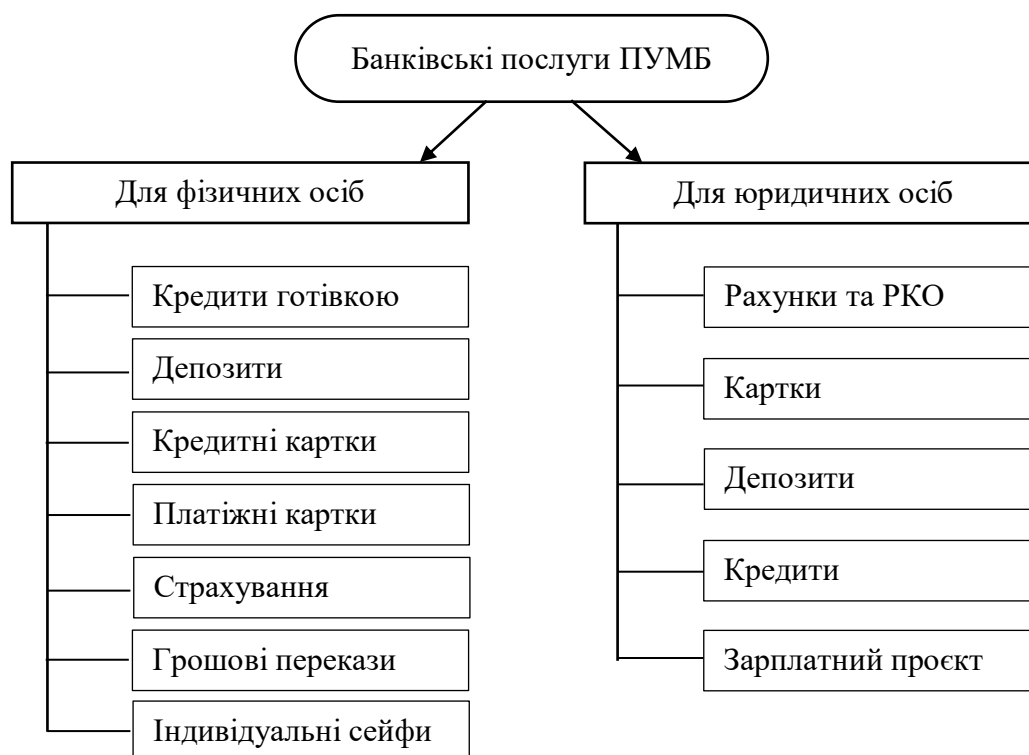 Банківські послуги ПУМБ
Для фізичних осіб
Кредити готівкою
Депозити
Кредитні картки
Платіжні картки
Страхування
Грошові перекази
Індивідуальні сейфи
Для юридичних осіб
Рахунки та РКО
Картки
Депозити
Кредити
Зарплатний проєкт